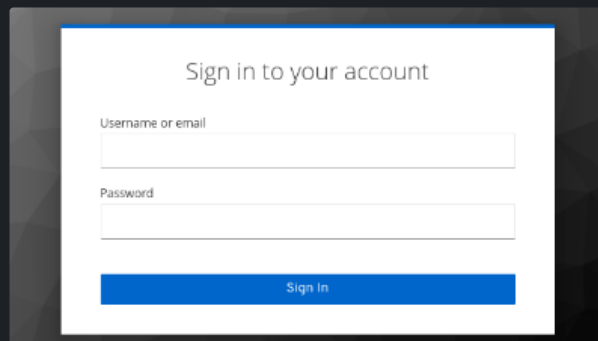 Sign in to your account
Username or email
Password
Sign In